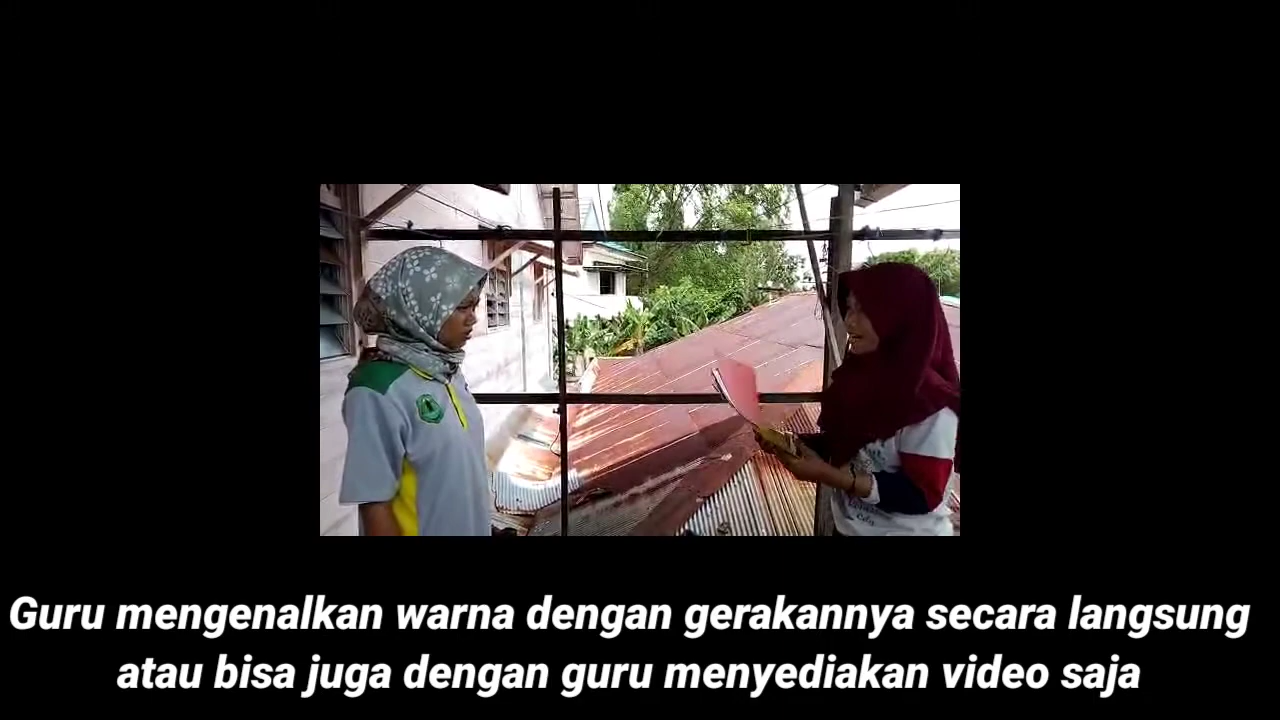 Guru mengenalkan warna dengan gerakannya secara langsung
atau bisa juga dengan guru menyediakan video saja